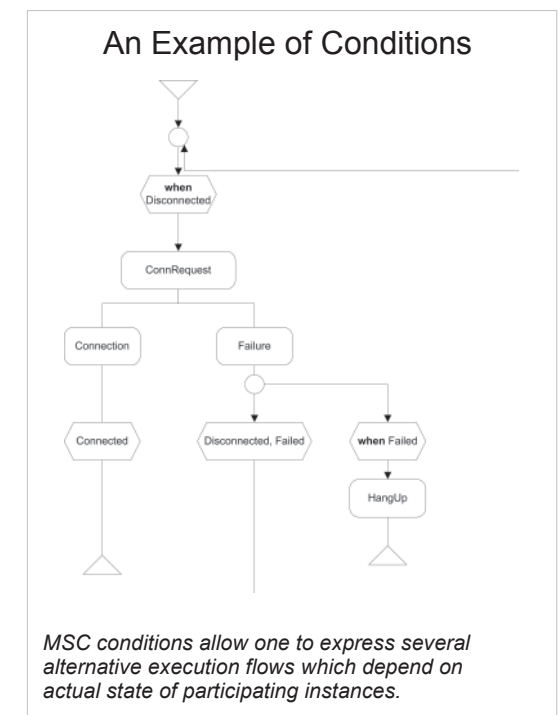 An Example of Conditions
when
Disconnected
ConnRequest
Connection
Failure
Connected
Disconnected, Failed
when Failed
HangUp
MSC conditions allow one to express several
alternative execution flows which depend on
actual state of participating instances.